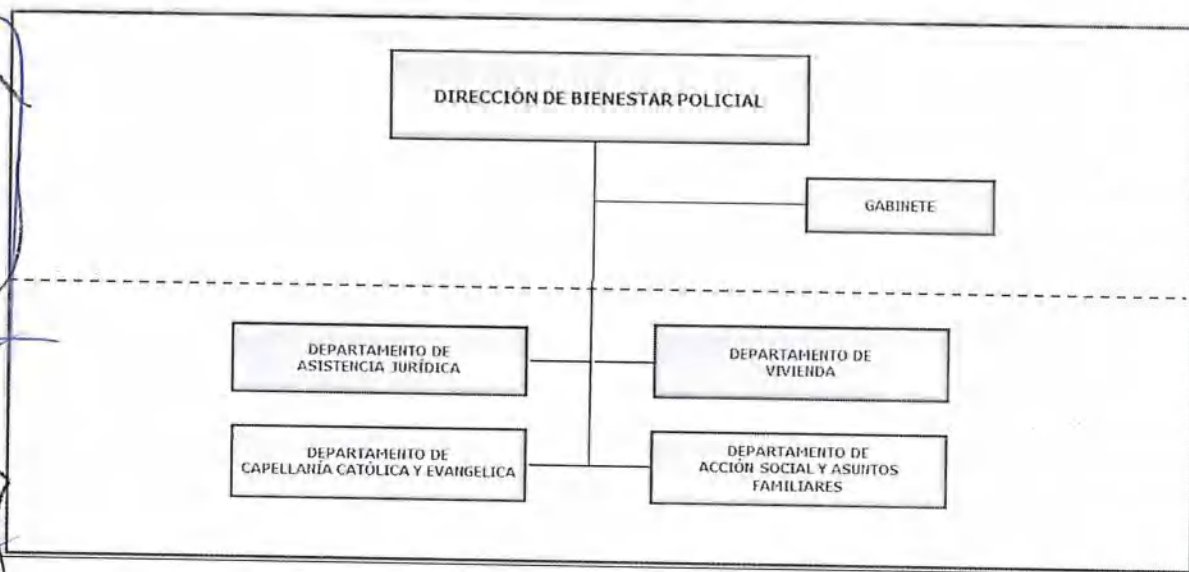 DIRECCIÓN DE BIENESTAR POLICIAL
GABINETE
DEPARTAMENTO DE
ASISTENCIA JURÍDICA
DEPARTAMENTO DE
VIVIENDA
DEPARTAMENTO DE
CAPELLANÍA CATÓLICA Y EVANGELICA
DEPARTAMENTO DE
ACCIÓN SOCIAL Y ASUNTOS
FAMILIARES